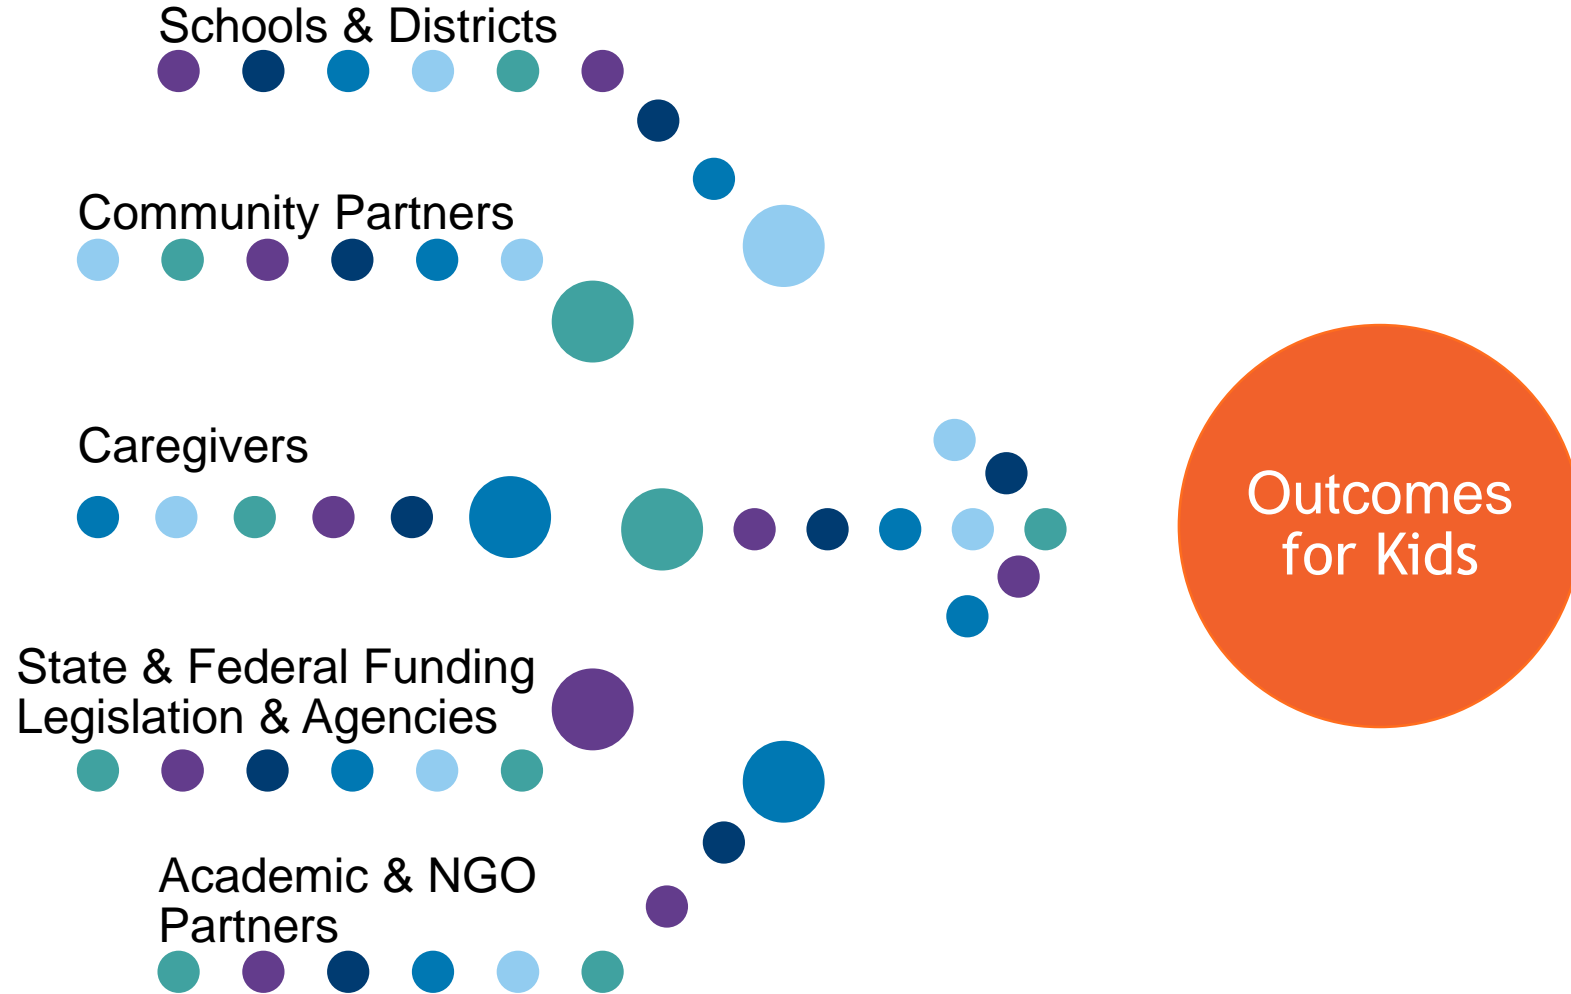 Schools & Districts
Community Partners
Caregivers
Outcomes
for Kids
State & Federal Funding
Legislation & Agencies
Academic & NGO
Partners